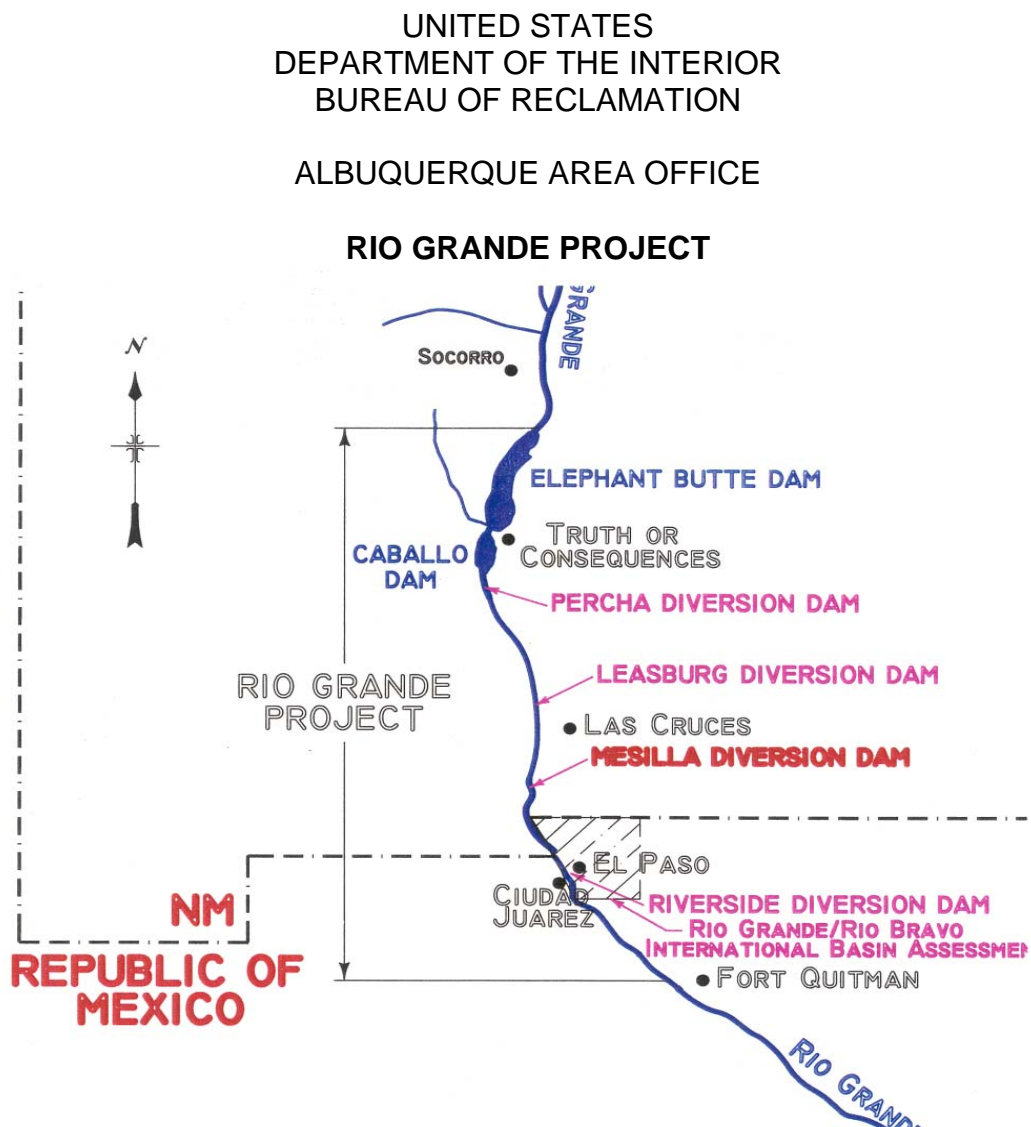 UNITED STATES
DEPARTMENT OF THE INTERIOR
BUREAU OF RECLAMATION
ALBUQUERQUE AREA OFFICE
RIO GRANDE PROJECT
GRANDE
N
SOCORRO
ELEPHANT BUTTE DAM
TRUTH OR
CONSEQUENCES
CABALLO
DAM
PERCHA DIVERSION DAM
LEASBURG DIVERSION DAM
RIO GRANDE
PROJECT
LAS CRUCES
MESILLA DIVERSION DAM
EL PASO
CIUDAD
JUAREZ
NM
RIVERSIDE DIVERSION DAM
RIO GRANDE/RIO BRAVO
INTERNATIONAL BASIN ASSESSMEN
REPUBLIC OF
MEXICO
FORT QUITMAN
RIO GRANDE